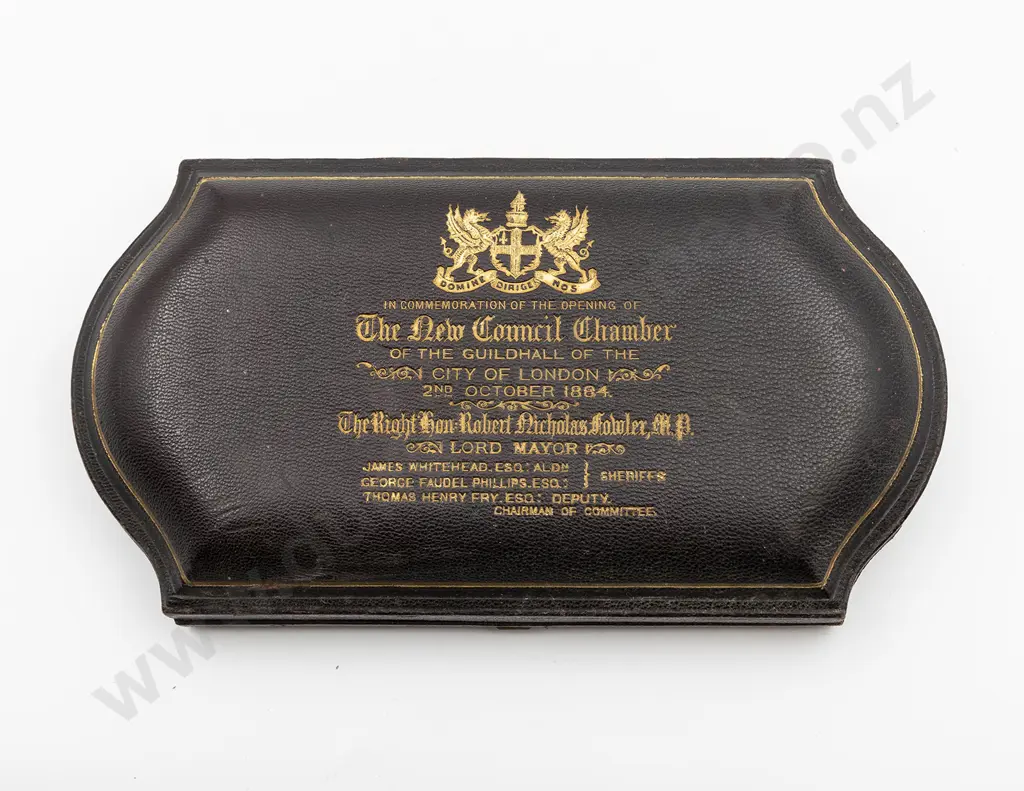 DOMINE DIRIGE NOS
IN COMMEMORATION OF THE OPENING OF
The New Council Chamber
OF THE GUILDHALL OF THE
CITY OF LONDON
2ND OCTOBER 1884.
The Right Hon. Robert Nicholas Fowler, M.P.
LORD MAYOR
JAMES WHITEHEAD, ESQ: ALDN
GEORGE FAUDEL PHILLIPS, ESQ: } SHERIFFS
THOMAS HENRY FRY, ESQ: DEPUTY.
CHAIRMAN OF COMMITTEE.